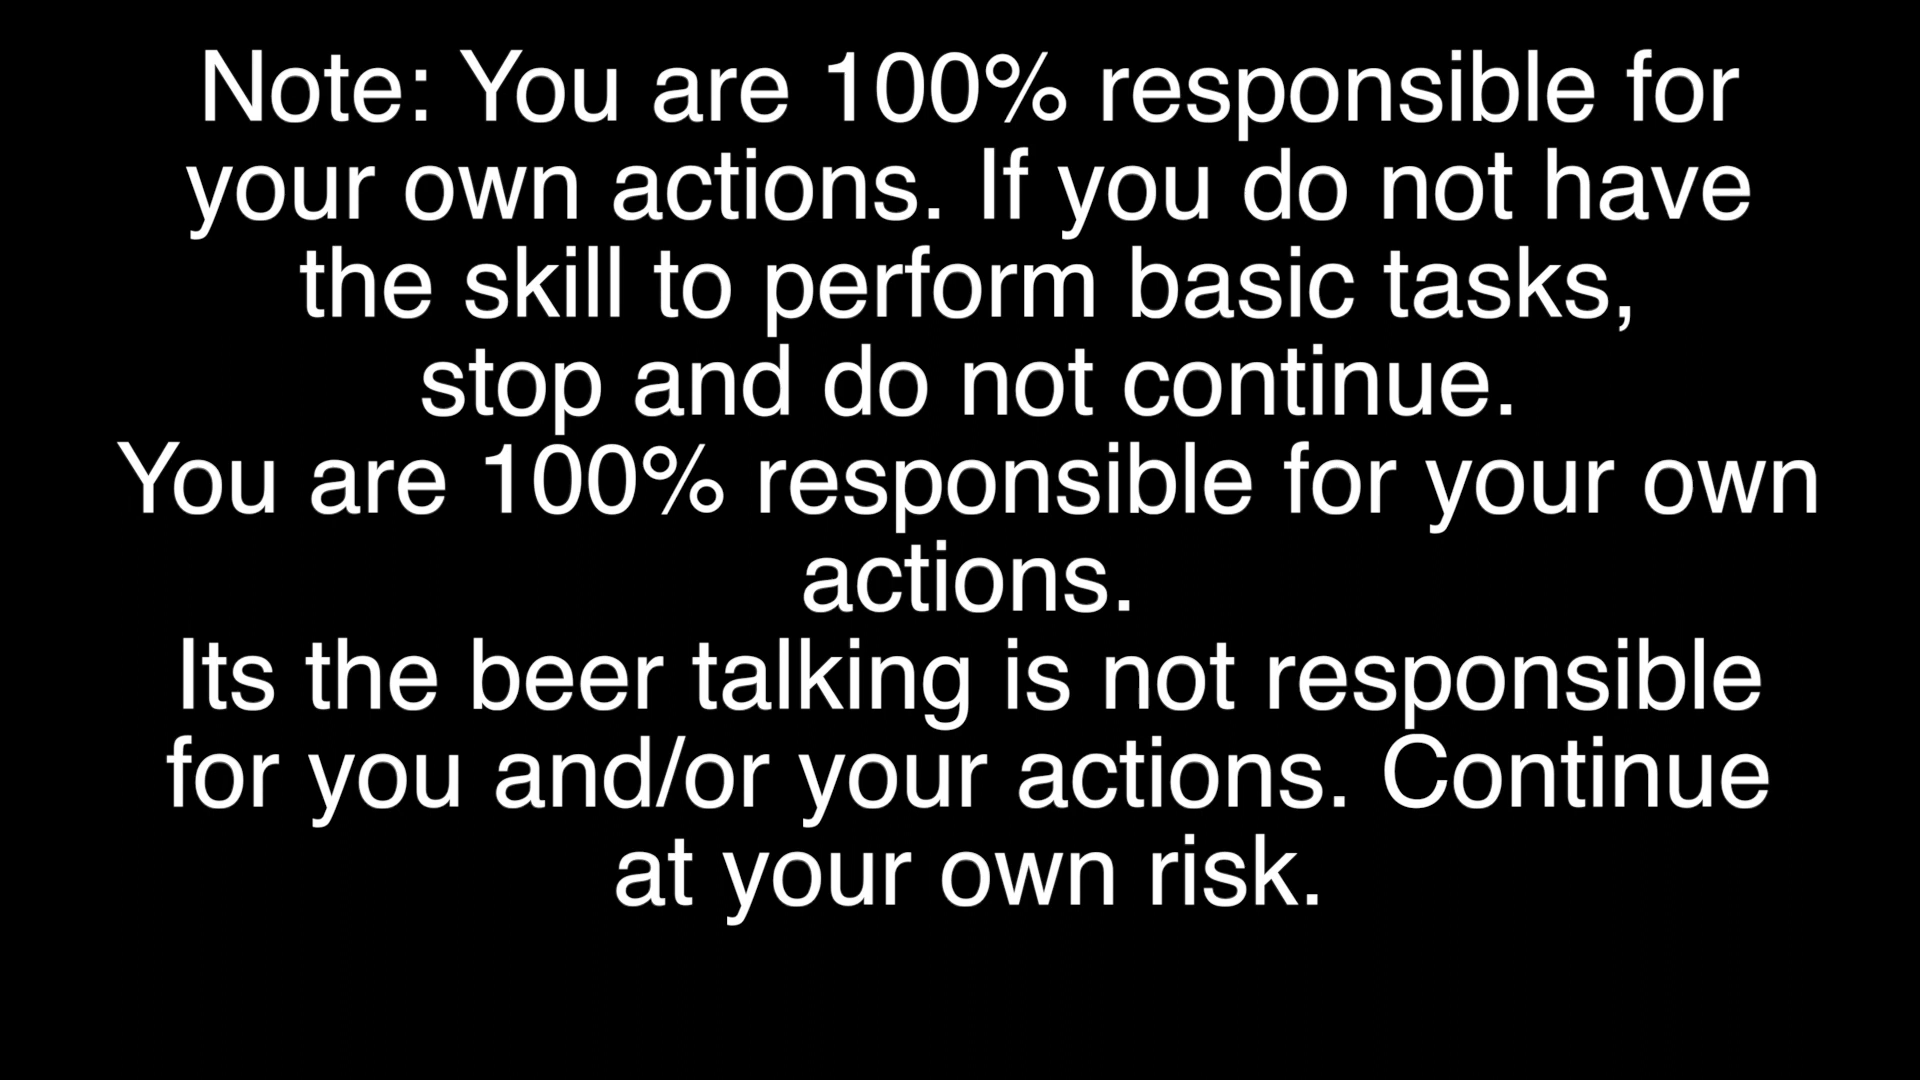 Note: You are 100% responsible for
your own actions. If you do not have
the skill to perform basic tasks,
stop and do not continue.
You are 100% responsible for your own
actions.
Its the beer talking is not responsible
for you and/or your actions. Continue
at your own risk.